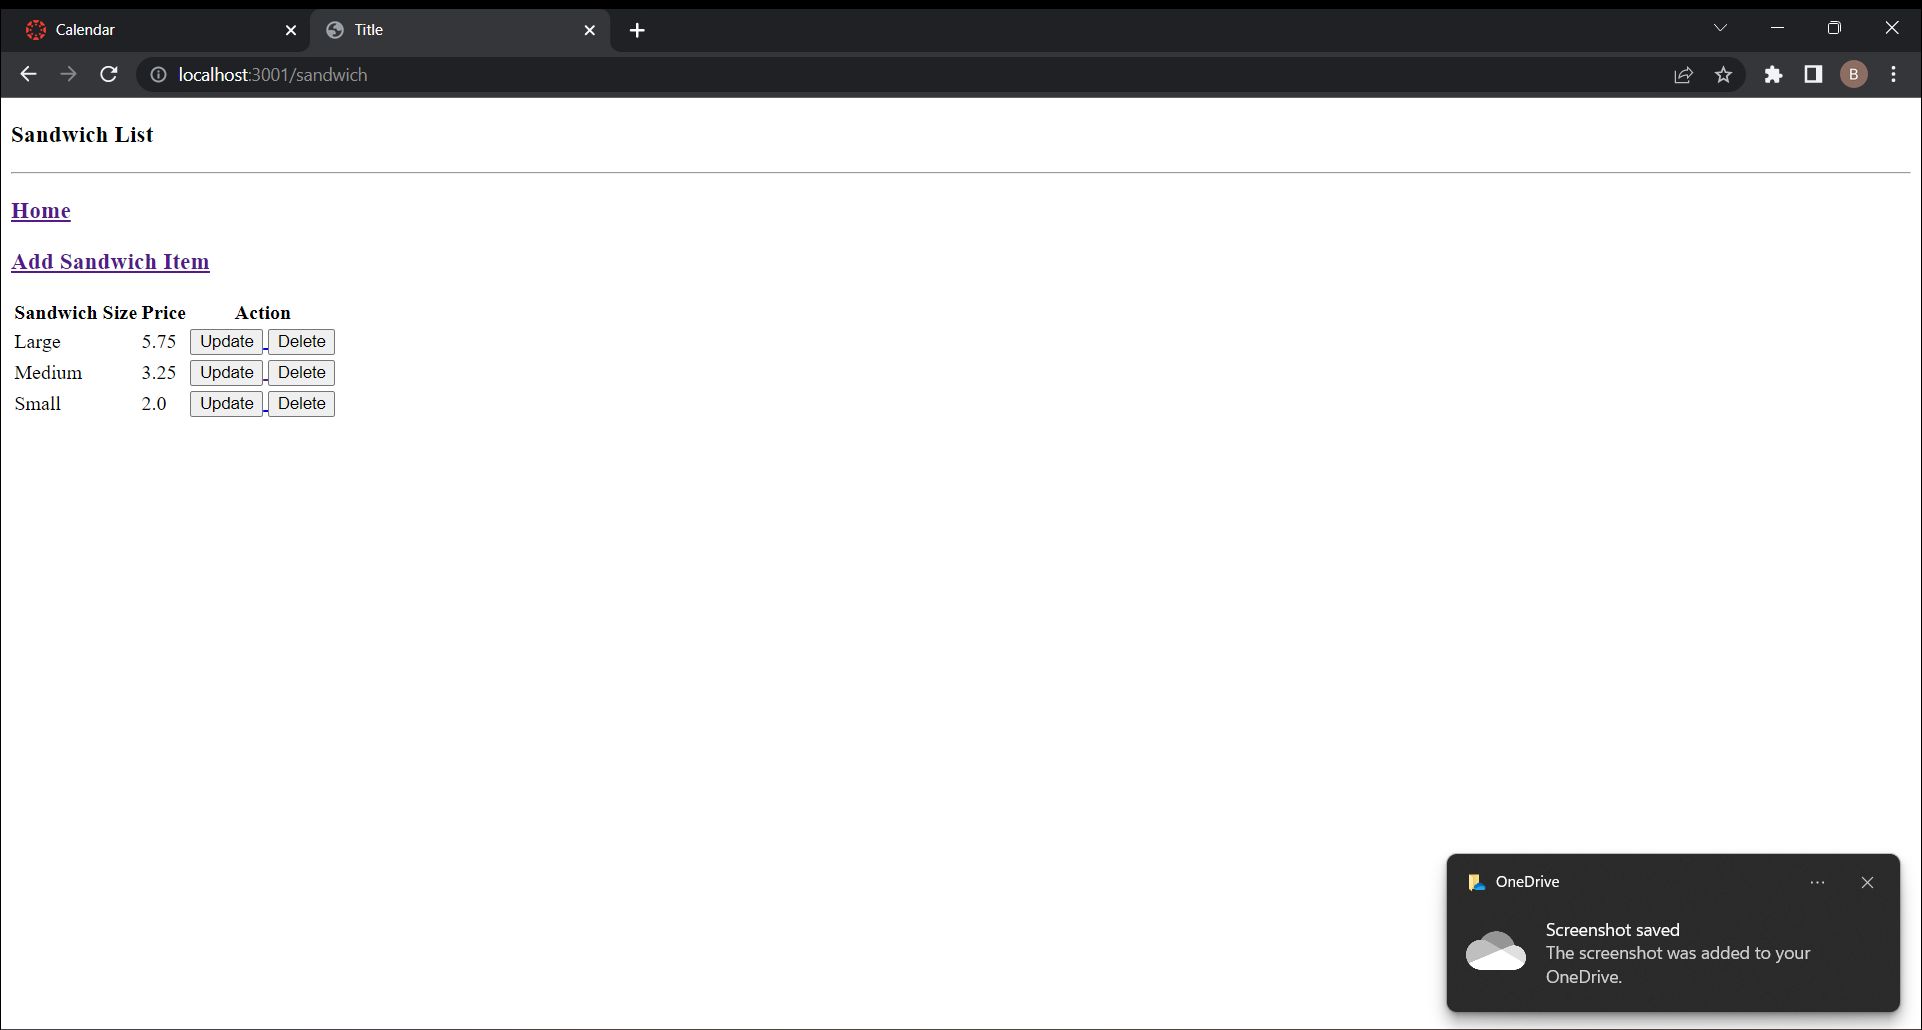 Calendar
Title
localhost:3001/sandwich
B
Sandwich List
Home
Add Sandwich Item
Sandwich Size Price Action
Large 5.75 Update Delete
Medium 3.25 Update Delete
Small 2.0 Update Delete
OneDrive
Screenshot saved
The screenshot was added to your
OneDrive.